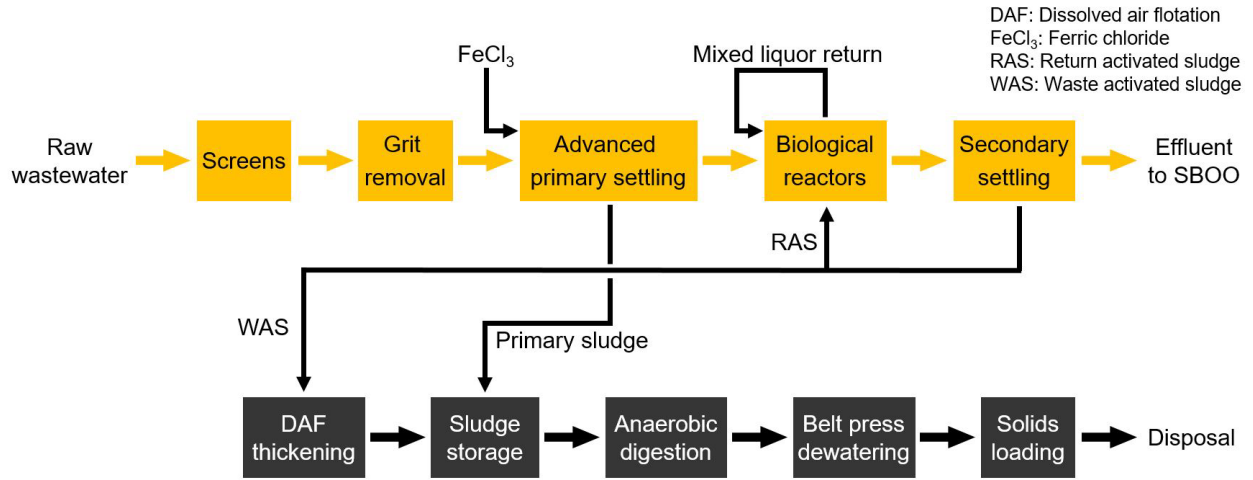 DAF: Dissolved air flotation
FeCl₃: Ferric chloride
RAS: Return activated sludge
WAS: Waste activated sludge
FeCl₃
Mixed liquor return
Raw
wastewater
Screens
Grit
removal
Advanced
primary settling
Biological
reactors
Secondary
settling
Effluent
to SBOO
RAS
WAS
Primary sludge
DAF
thickening
Sludge
storage
Anaerobic
digestion
Belt press
dewatering
Solids
loading
Disposal